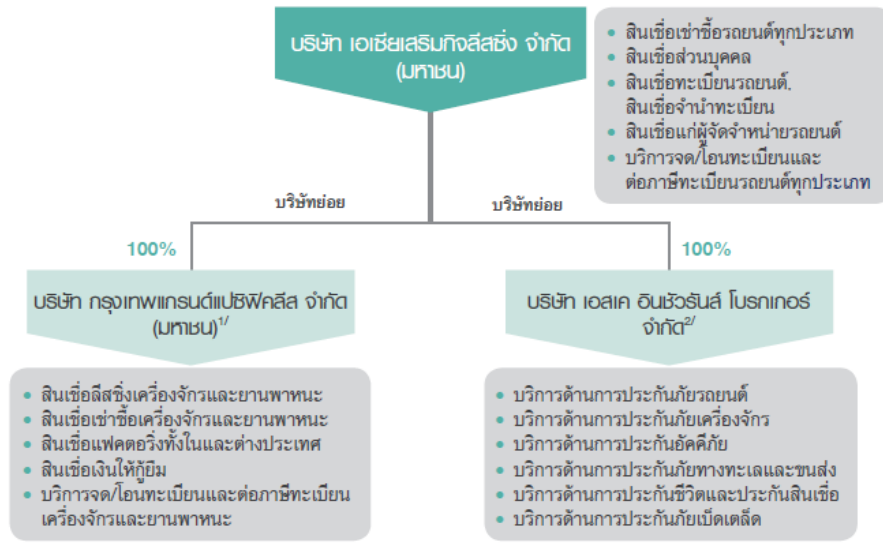 บริษัท เอเซียเสริมกิจลีสซิ่ง จำกัด
(มหาชน)
• สินเชื่อเช่าซื้อรถยนต์ทุกประเภท
• สินเชื่อส่วนบุคคล
• สินเชื่อทะเบียนรถยนต์,
สินเชื่อจำนำทะเบียน
• สินเชื่อแก่ผู้จัดจำหน่ายรถยนต์
• บริการจด/โอนทะเบียนและ
ต่อภาษีทะเบียนรถยนต์ทุกประเภท
บริษัทย่อย
บริษัทย่อย
100%
100%
บริษัท กรุงเทพแกรนด์แปซิฟิคลีส จำกัด
(มหาชน)1/
บริษัท เอสเค อินชัวรันส์ โบรกเกอร์
จำกัด2/
• สินเชื่อลีสซิ่งเครื่องจักรและยานพาหนะ
• สินเชื่อเช่าซื้อเครื่องจักรและยานพาหนะ
• สินเชื่อแฟคตอริ่งทั้งในและต่างประเทศ
• สินเชื่อเงินให้กู้ยืม
• บริการจด/โอนทะเบียนและต่อภาษีทะเบียน
เครื่องจักรและยานพาหนะ
• บริการด้านการประกันภัยรถยนต์
• บริการด้านการประกันภัยเครื่องจักร
• บริการด้านการประกันอัคคีภัย
• บริการด้านการประกันภัยทางทะเลและขนส่ง
• บริการด้านการประกันชีวิตและประกันสินเชื่อ
• บริการด้านการประกันภัยเบ็ดเตล็ด